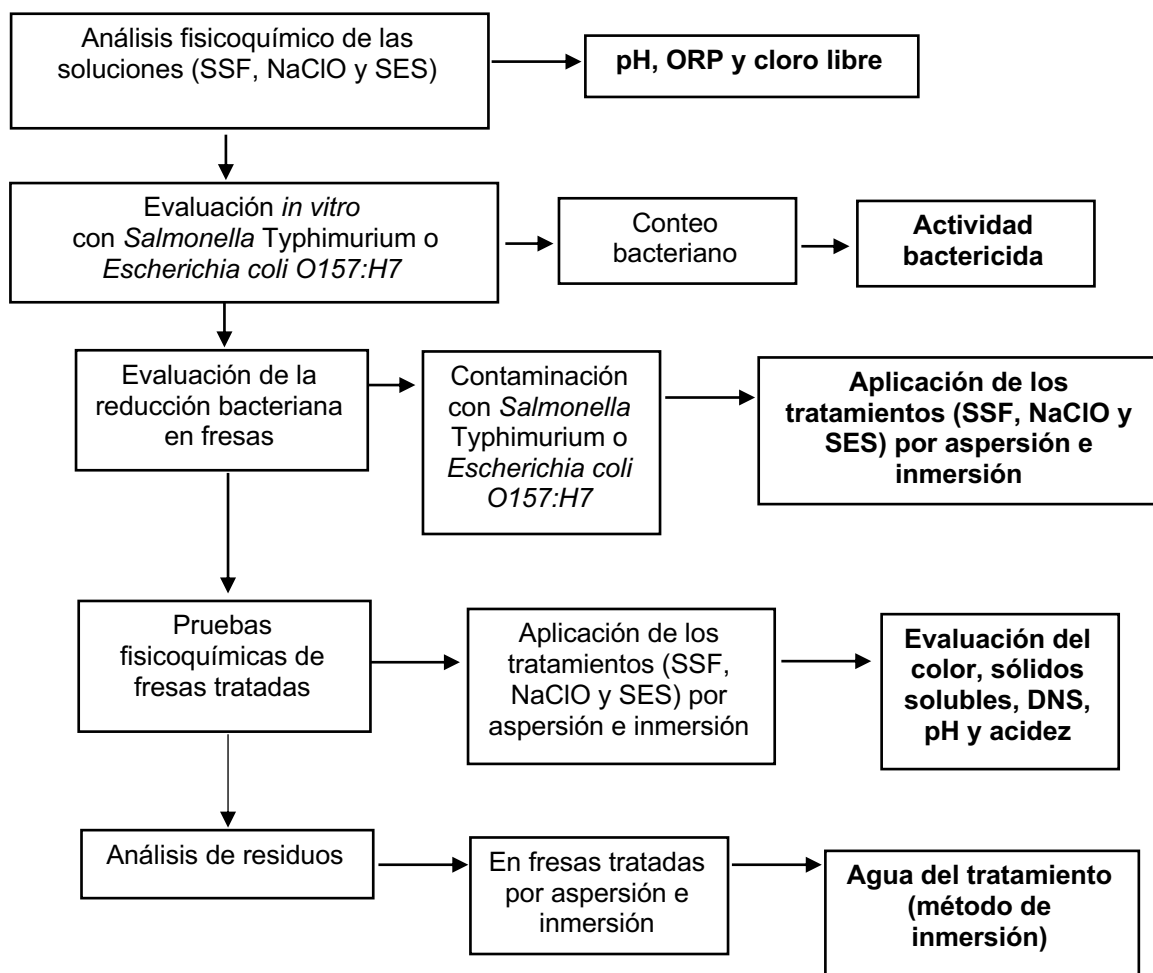 Análisis fisicoquímico de las
soluciones (SSF, NaClO y SES)
pH, ORP y cloro libre
Evaluación in vitro
con Salmonella Typhimurium o
Escherichia coli O157:H7
Conteo
bacteriano
Actividad
bactericida
Evaluación de la
reducción bacteriana
en fresas
Contaminación
con Salmonella
Typhimurium o
Escherichia coli
O157:H7
Aplicación de los
tratamientos (SSF, NaClO y
SES) por aspersión e
inmersión
Pruebas
fisicoquímicas de
fresas tratadas
Aplicación de los
tratamientos (SSF,
NaClO y SES) por
aspersión e inmersión
Evaluación del
color, sólidos
solubles, DNS,
pH y acidez
Análisis de residuos
En fresas tratadas
por aspersión e
inmersión
Agua del tratamiento
(método de
inmersión)